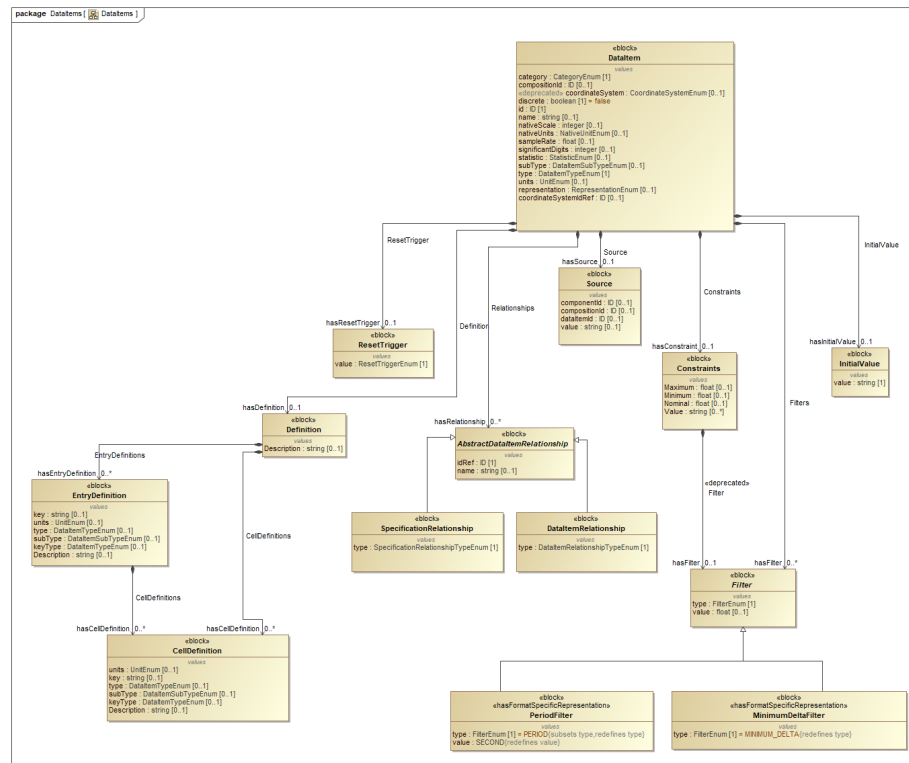 package DataItems [ DataItems ]
«block»
DataItem
values
category : CategoryEnum [1]
compositionId : ID [0..1]
«deprecated» coordinateSystem : CoordinateSystemEnum [0..1]
discrete : boolean [1] = false
id : ID [1]
name : string [0..1]
nativeScale : integer [0..1]
nativeUnits : NativeUnitEnum [0..1]
sampleRate : float [0..1]
significantDigits : integer [0..1]
statistic : StatisticEnum [0..1]
subType : DataItemSubTypeEnum [0..1]
type : DataItemTypeEnum [1]
units : UnitEnum [0..1]
representation : RepresentationEnum [0..1]
coordinateSystemIdRef : ID [0..1]
ResetTrigger
hasResetTrigger 0..1
«block»
ResetTrigger
values
value : ResetTriggerEnum [1]
Definition
hasDefinition 0..1
«block»
Definition
values
Description : string [0..1]
Relationships
hasRelationship 0..*
«block»
AbstractDataItemRelationship
values
idRef : ID [1]
name : string [0..1]
Source
hasSource 0..1
«block»
Source
values
componentId : ID [0..1]
compositionId : ID [0..1]
dataItemId : ID [0..1]
value : string [0..1]
Constraints
hasConstraint 0..1
«block»
Constraints
values
Maximum : float [0..1]
Minimum : float [0..1]
Nominal : float [0..1]
Value : string [0..*]
InitialValue
hasInitialValue 0..1
«block»
InitialValue
values
value : string [1]
Filters
EntryDefinitions
hasEntryDefinition 0..*
«block»
EntryDefinition
values
key : string [0..1]
units : UnitEnum [0..1]
type : DataItemTypeEnum [0..1]
subType : DataItemSubTypeEnum [0..1]
keyType : DataItemTypeEnum [0..1]
Description : string [0..1]
CellDefinitions
CellDefinitions
hasCellDefinition 0..*
hasCellDefinition 0..*
«block»
CellDefinition
values
units : UnitEnum [0..1]
key : string [0..1]
type : DataItemTypeEnum [0..1]
subType : DataItemSubTypeEnum [0..1]
keyType : DataItemTypeEnum [0..1]
Description : string [0..1]
«block»
SpecificationRelationship
values
type : SpecificationRelationshipTypeEnum [1]
«block»
DataItemRelationship
values
type : DataItemRelationshipTypeEnum [1]
«deprecated»
Filter
hasFilter 0..1
hasFilter 0..*
«block»
Filter
values
type : FilterEnum [1]
value : float [0..1]
«block»
«hasFormatSpecificRepresentation»
PeriodFilter
values
type : FilterEnum [1] = PERIOD{subsets type,redefines type}
value : SECOND{redefines value}
«block»
«hasFormatSpecificRepresentation»
MinimumDeltaFilter
values
type : FilterEnum [1] = MINIMUM_DELTA{redefines type}